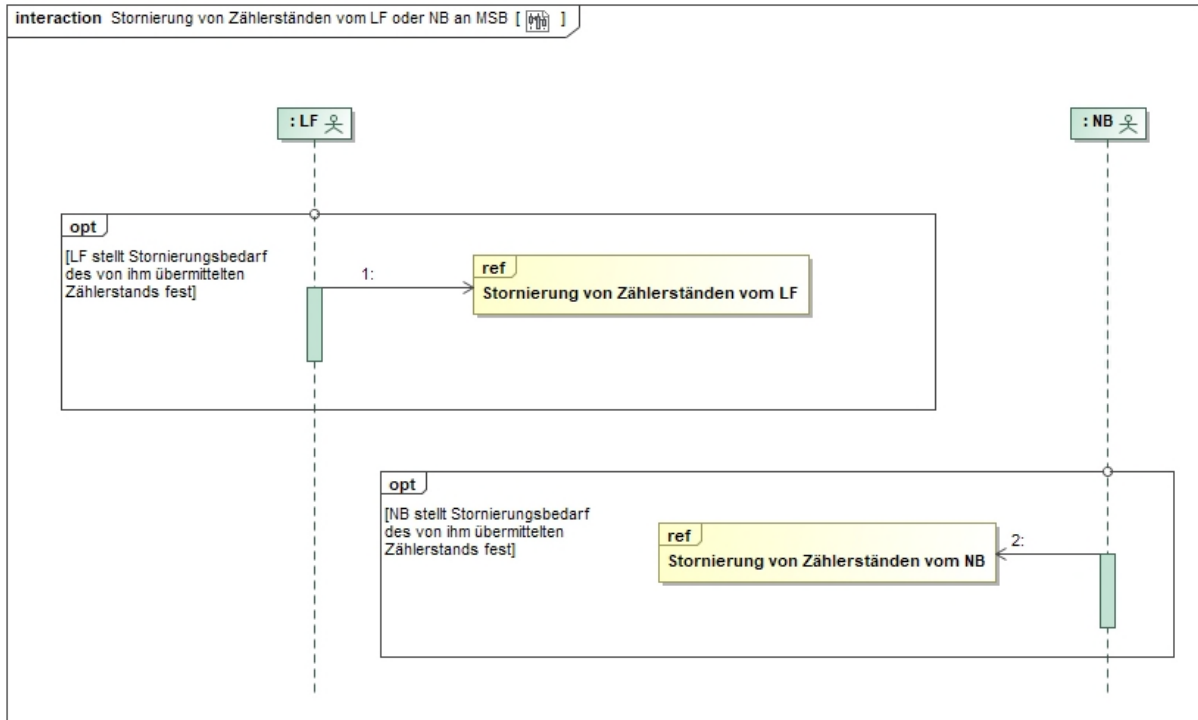 interaction Stornierung von Zählerständen vom LF oder NB an MSB [ ]
: LF
: NB
opt
[LF stellt Stornierungsbedarf
des von ihm übermittelten
Zählerstands fest]
1:
ref
Stornierung von Zählerständen vom LF
opt
[NB stellt Stornierungsbedarf
des von ihm übermittelten
Zählerstands fest]
ref
Stornierung von Zählerständen vom NB
2: